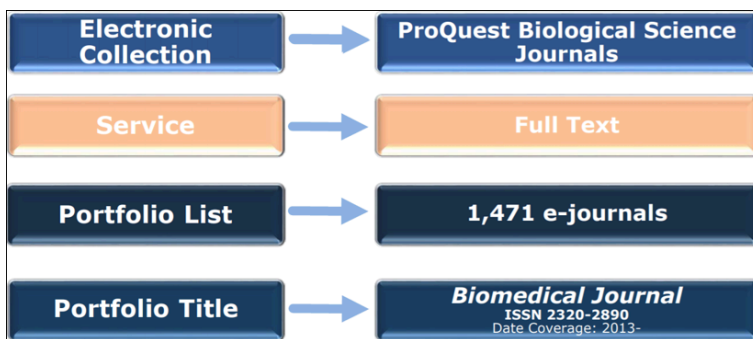 Electronic
Collection
ProQuest Biological Science
Journals
Service
Full Text
Portfolio List
1,471 e-journals
Portfolio Title
Biomedical Journal
ISSN 2320-2890
Date Coverage: 2013-